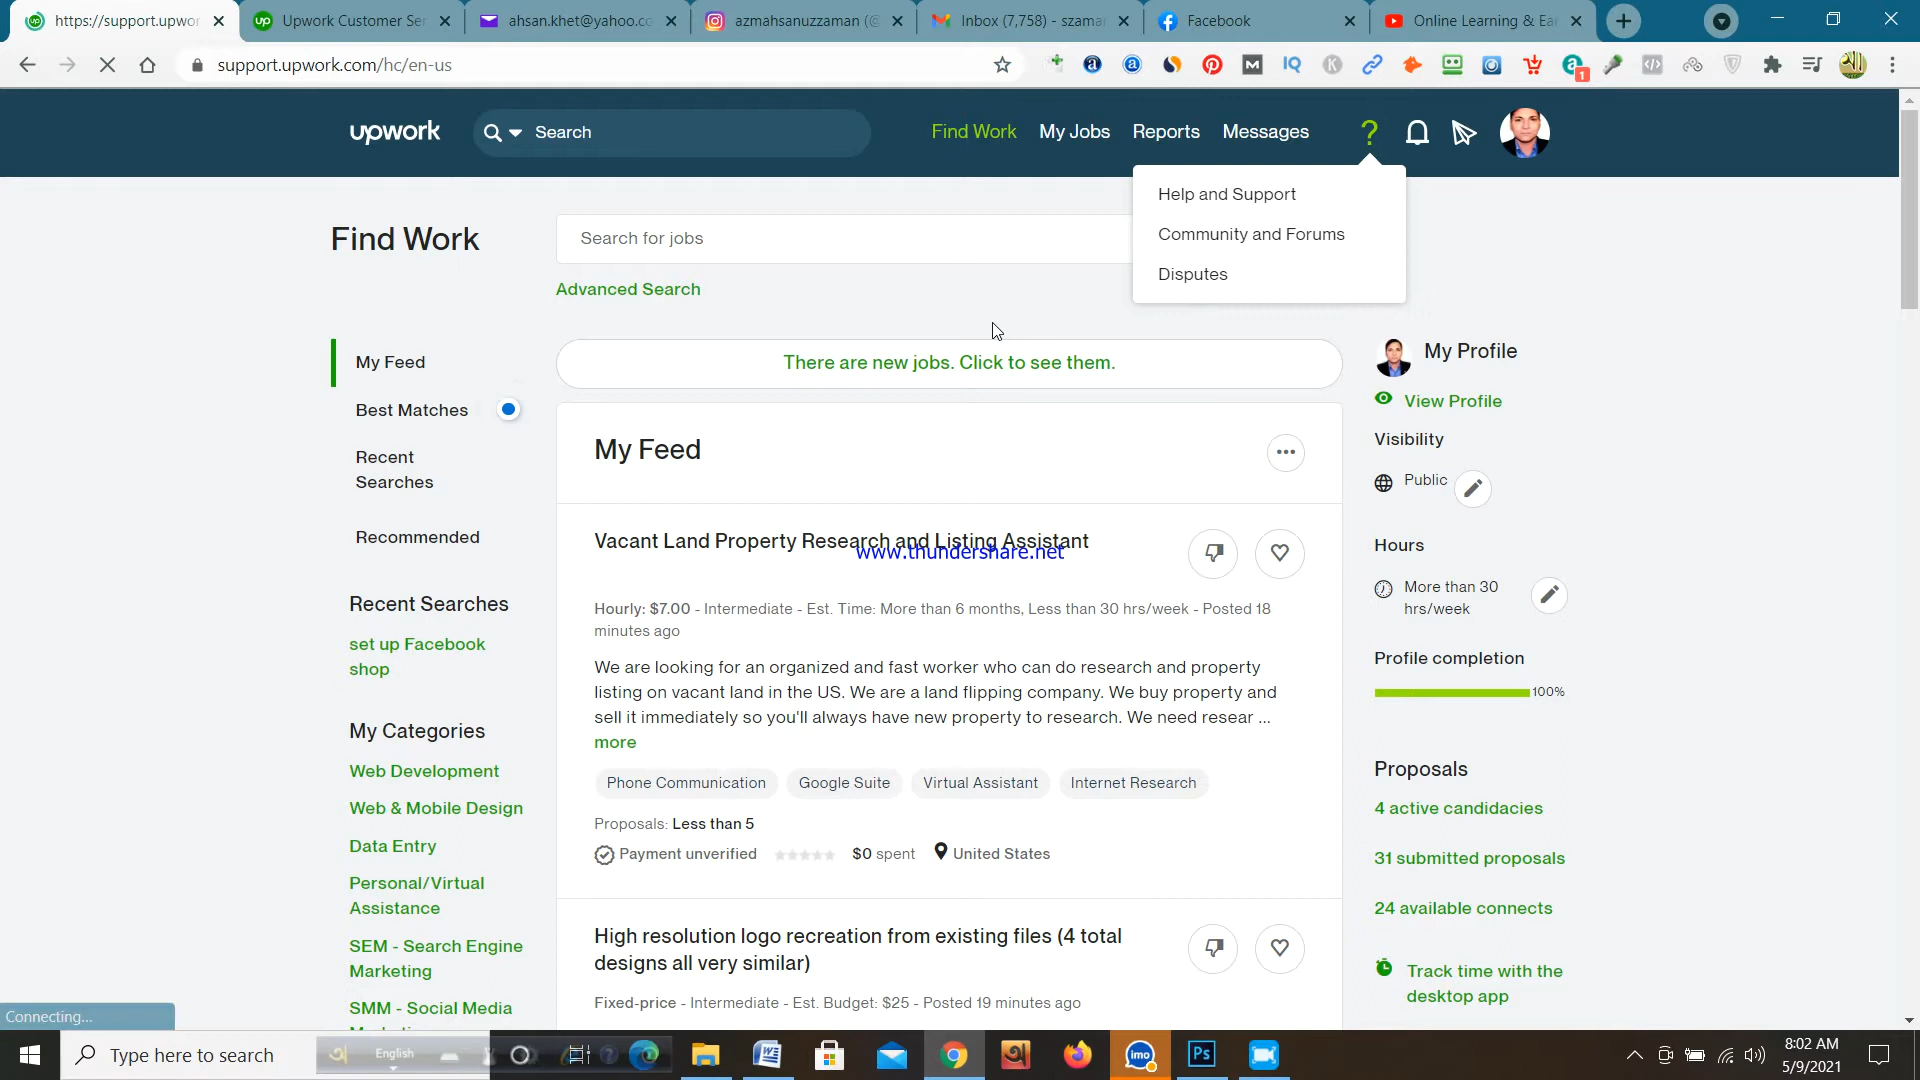 https://support.upwor
Upwork Customer Ser
ahsan.khet@yahoo.co
azmahsanuzzaman (@
Inbox (7,758) - szama
Facebook
Online Learning & Ea
support.upwork.com/hc/en-us
upwork
Search
Find Work
My Jobs
Reports
Messages
?
Help and Support
Community and Forums
Disputes
Find Work
Search for jobs
Advanced Search
There are new jobs. Click to see them.
My Feed
Best Matches
Recent
Searches
Recommended
Recent Searches
set up Facebook
shop
My Categories
Web Development
Web & Mobile Design
Data Entry
Personal/Virtual
Assistance
SEM - Search Engine
Marketing
SMM - Social Media
My Feed
Vacant Land Property Research and Listing Assistant
www.thundershare.net
Hourly: $7.00 - Intermediate - Est. Time: More than 6 months, Less than 30 hrs/week - Posted 18
minutes ago
We are looking for an organized and fast worker who can do research and property
listing on vacant land in the US. We are a land flipping company. We buy property and
sell it immediately so you'll always have new property to research. We need resear ...
more
Phone Communication
Google Suite
Virtual Assistant
Internet Research
Proposals: Less than 5
Payment unverified
$0 spent
United States
High resolution logo recreation from existing files (4 total
designs all very similar)
Fixed-price - Intermediate - Est. Budget: $25 - Posted 19 minutes ago
My Profile
View Profile
Visibility
Public
Hours
More than 30
hrs/week
Profile completion
100%
Proposals
4 active candidacies
31 submitted proposals
24 available connects
Track time with the
desktop app
Connecting...
Type here to search
English
imo
Ps
8:02 AM
5/9/2021